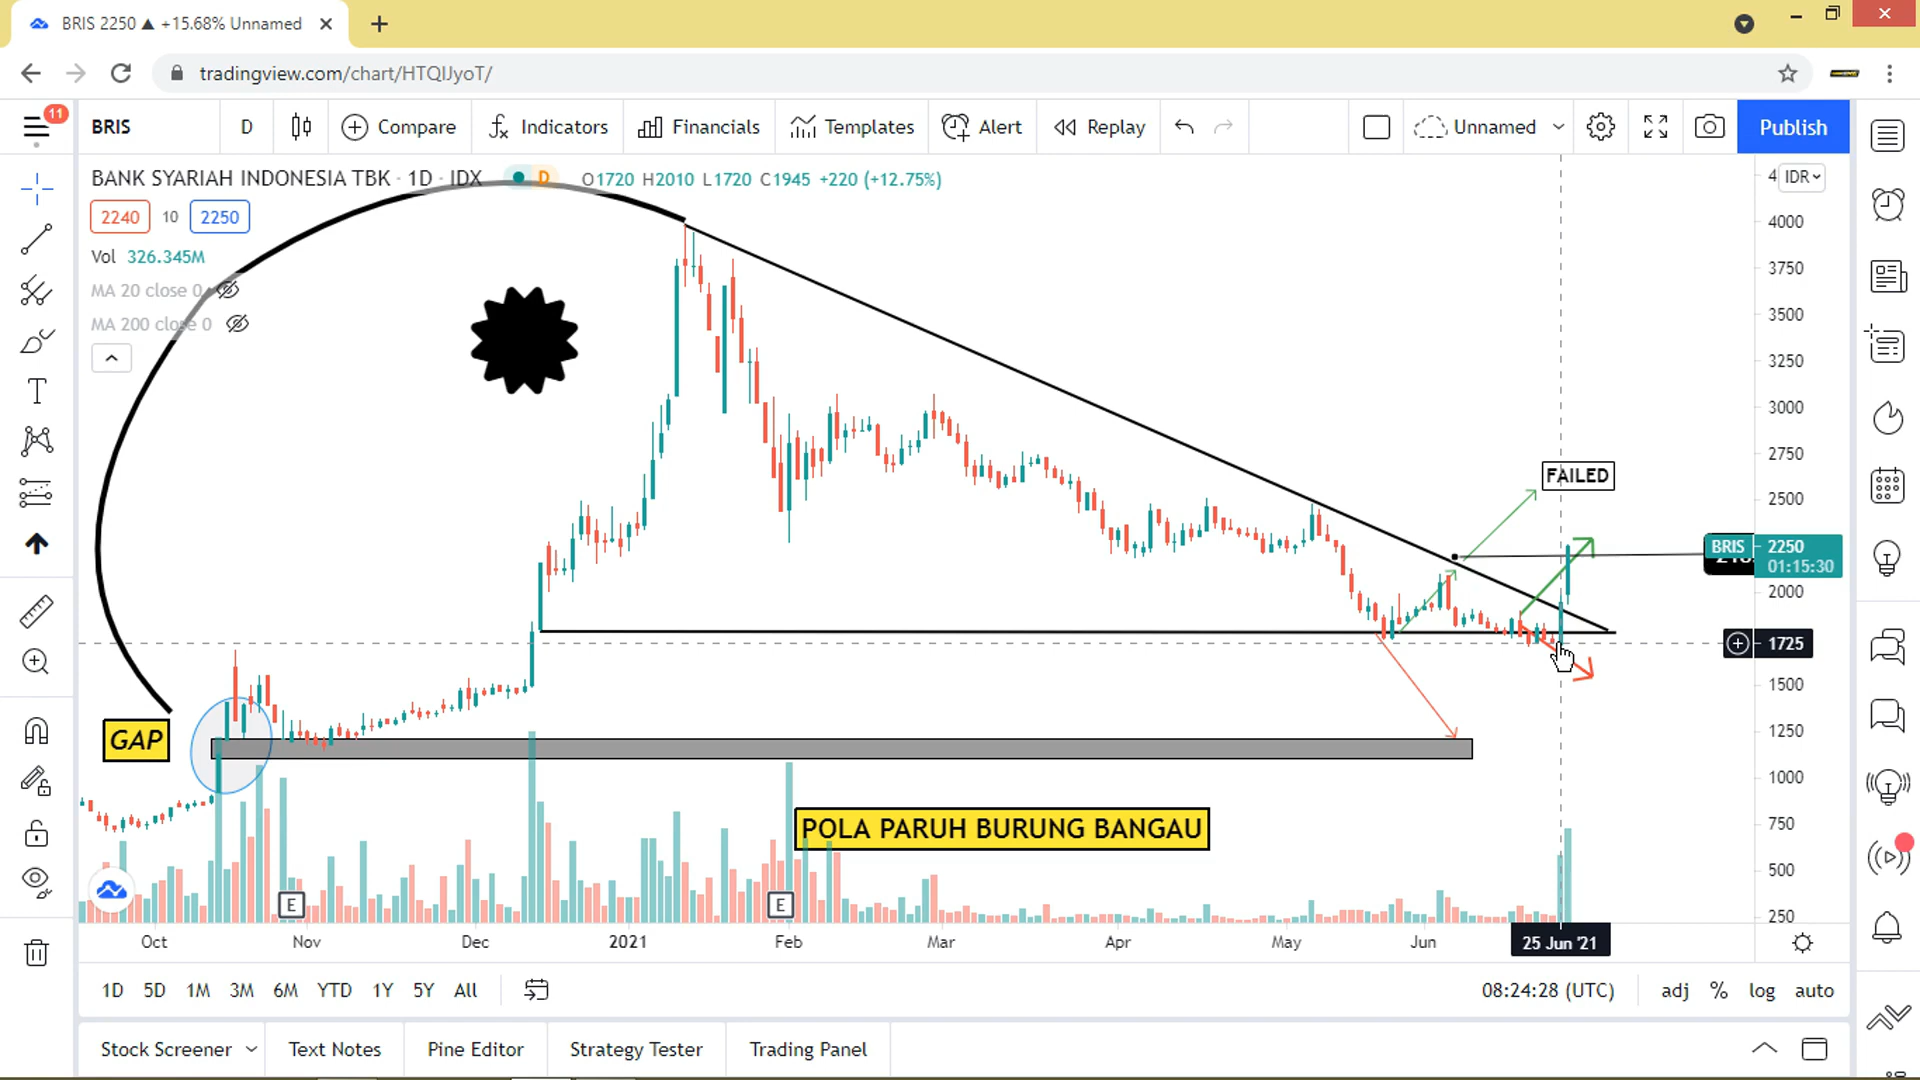 BRIS 2250 ▲ +15.68% Unnamed
tradingview.com/chart/HTQIJyoT/
11
BRIS D Compare Indicators Financials Templates Alert Replay Unnamed Publish
BANK SYARIAH INDONESIA TBK · 1D · IDX D O1720 H2010 L1720 C1945 +220 (+12.75%)
IDR
2240 10 2250
Vol 326.345M
MA 20 close 0
MA 200 close 0
4000
3750
3500
3250
3000
2750
FAILED
2500
BRIS 2250
01:15:30
2000
1725
1500
GAP
1250
1000
POLA PARUH BURUNG BANGAU
750
500
E E
250
Oct Nov Dec 2021 Feb Mar Apr May Jun 25 Jun '21
1D 5D 1M 3M 6M YTD 1Y 5Y All 08:24:28 (UTC) adj % log auto
Stock Screener Text Notes Pine Editor Strategy Tester Trading Panel